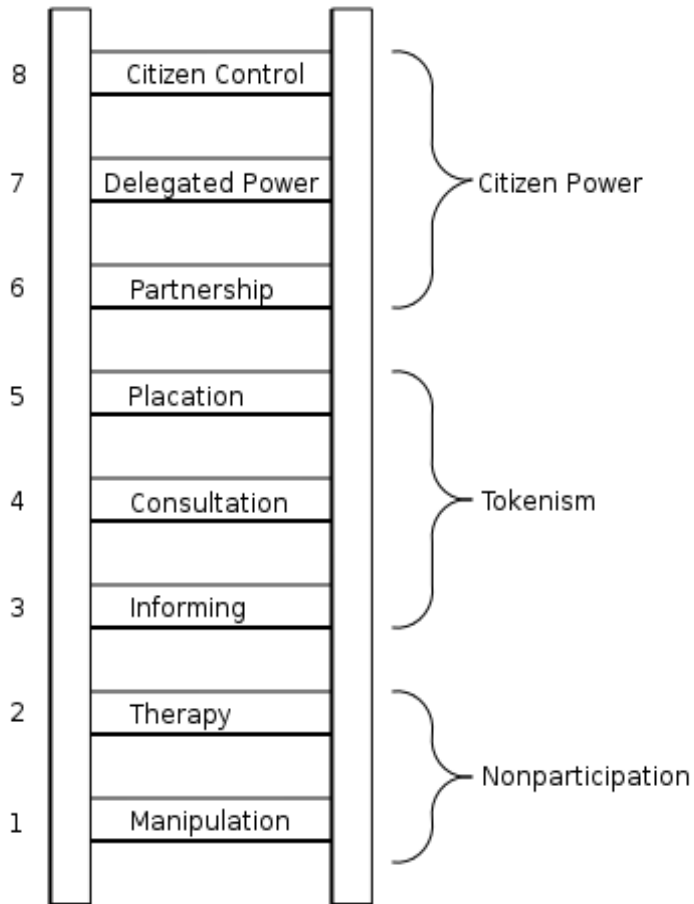 8 Citizen Control
7 Delegated Power
Citizen Power
6 Partnership
5 Placation
4 Consultation
Tokenism
3 Informing
2 Therapy
Nonparticipation
1 Manipulation